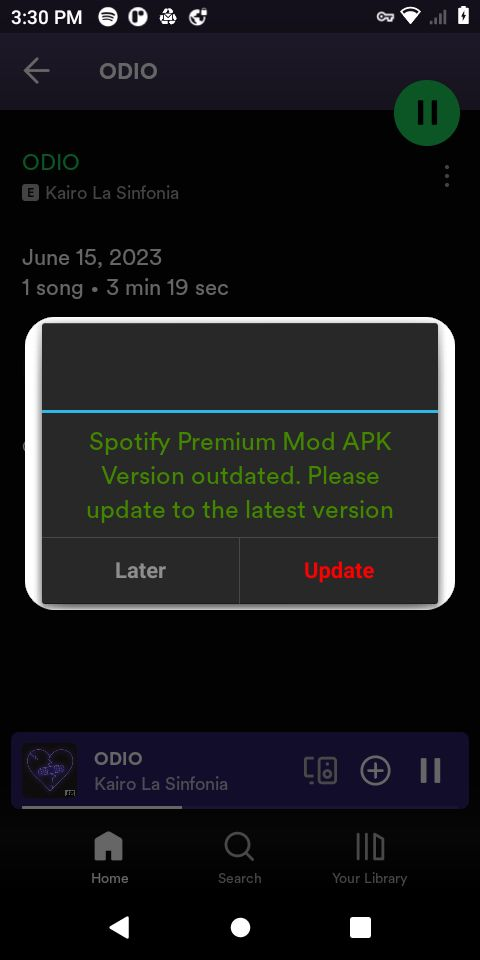 3:30 PM
ODIO
ODIO
E Kairo La Sinfonia
June 15, 2023
1 song • 3 min 19 sec
Spotify Premium Mod APK
Version outdated. Please
update to the latest version
Later
Update
ODIO
Kairo La Sinfonia
Home
Search
Your Library